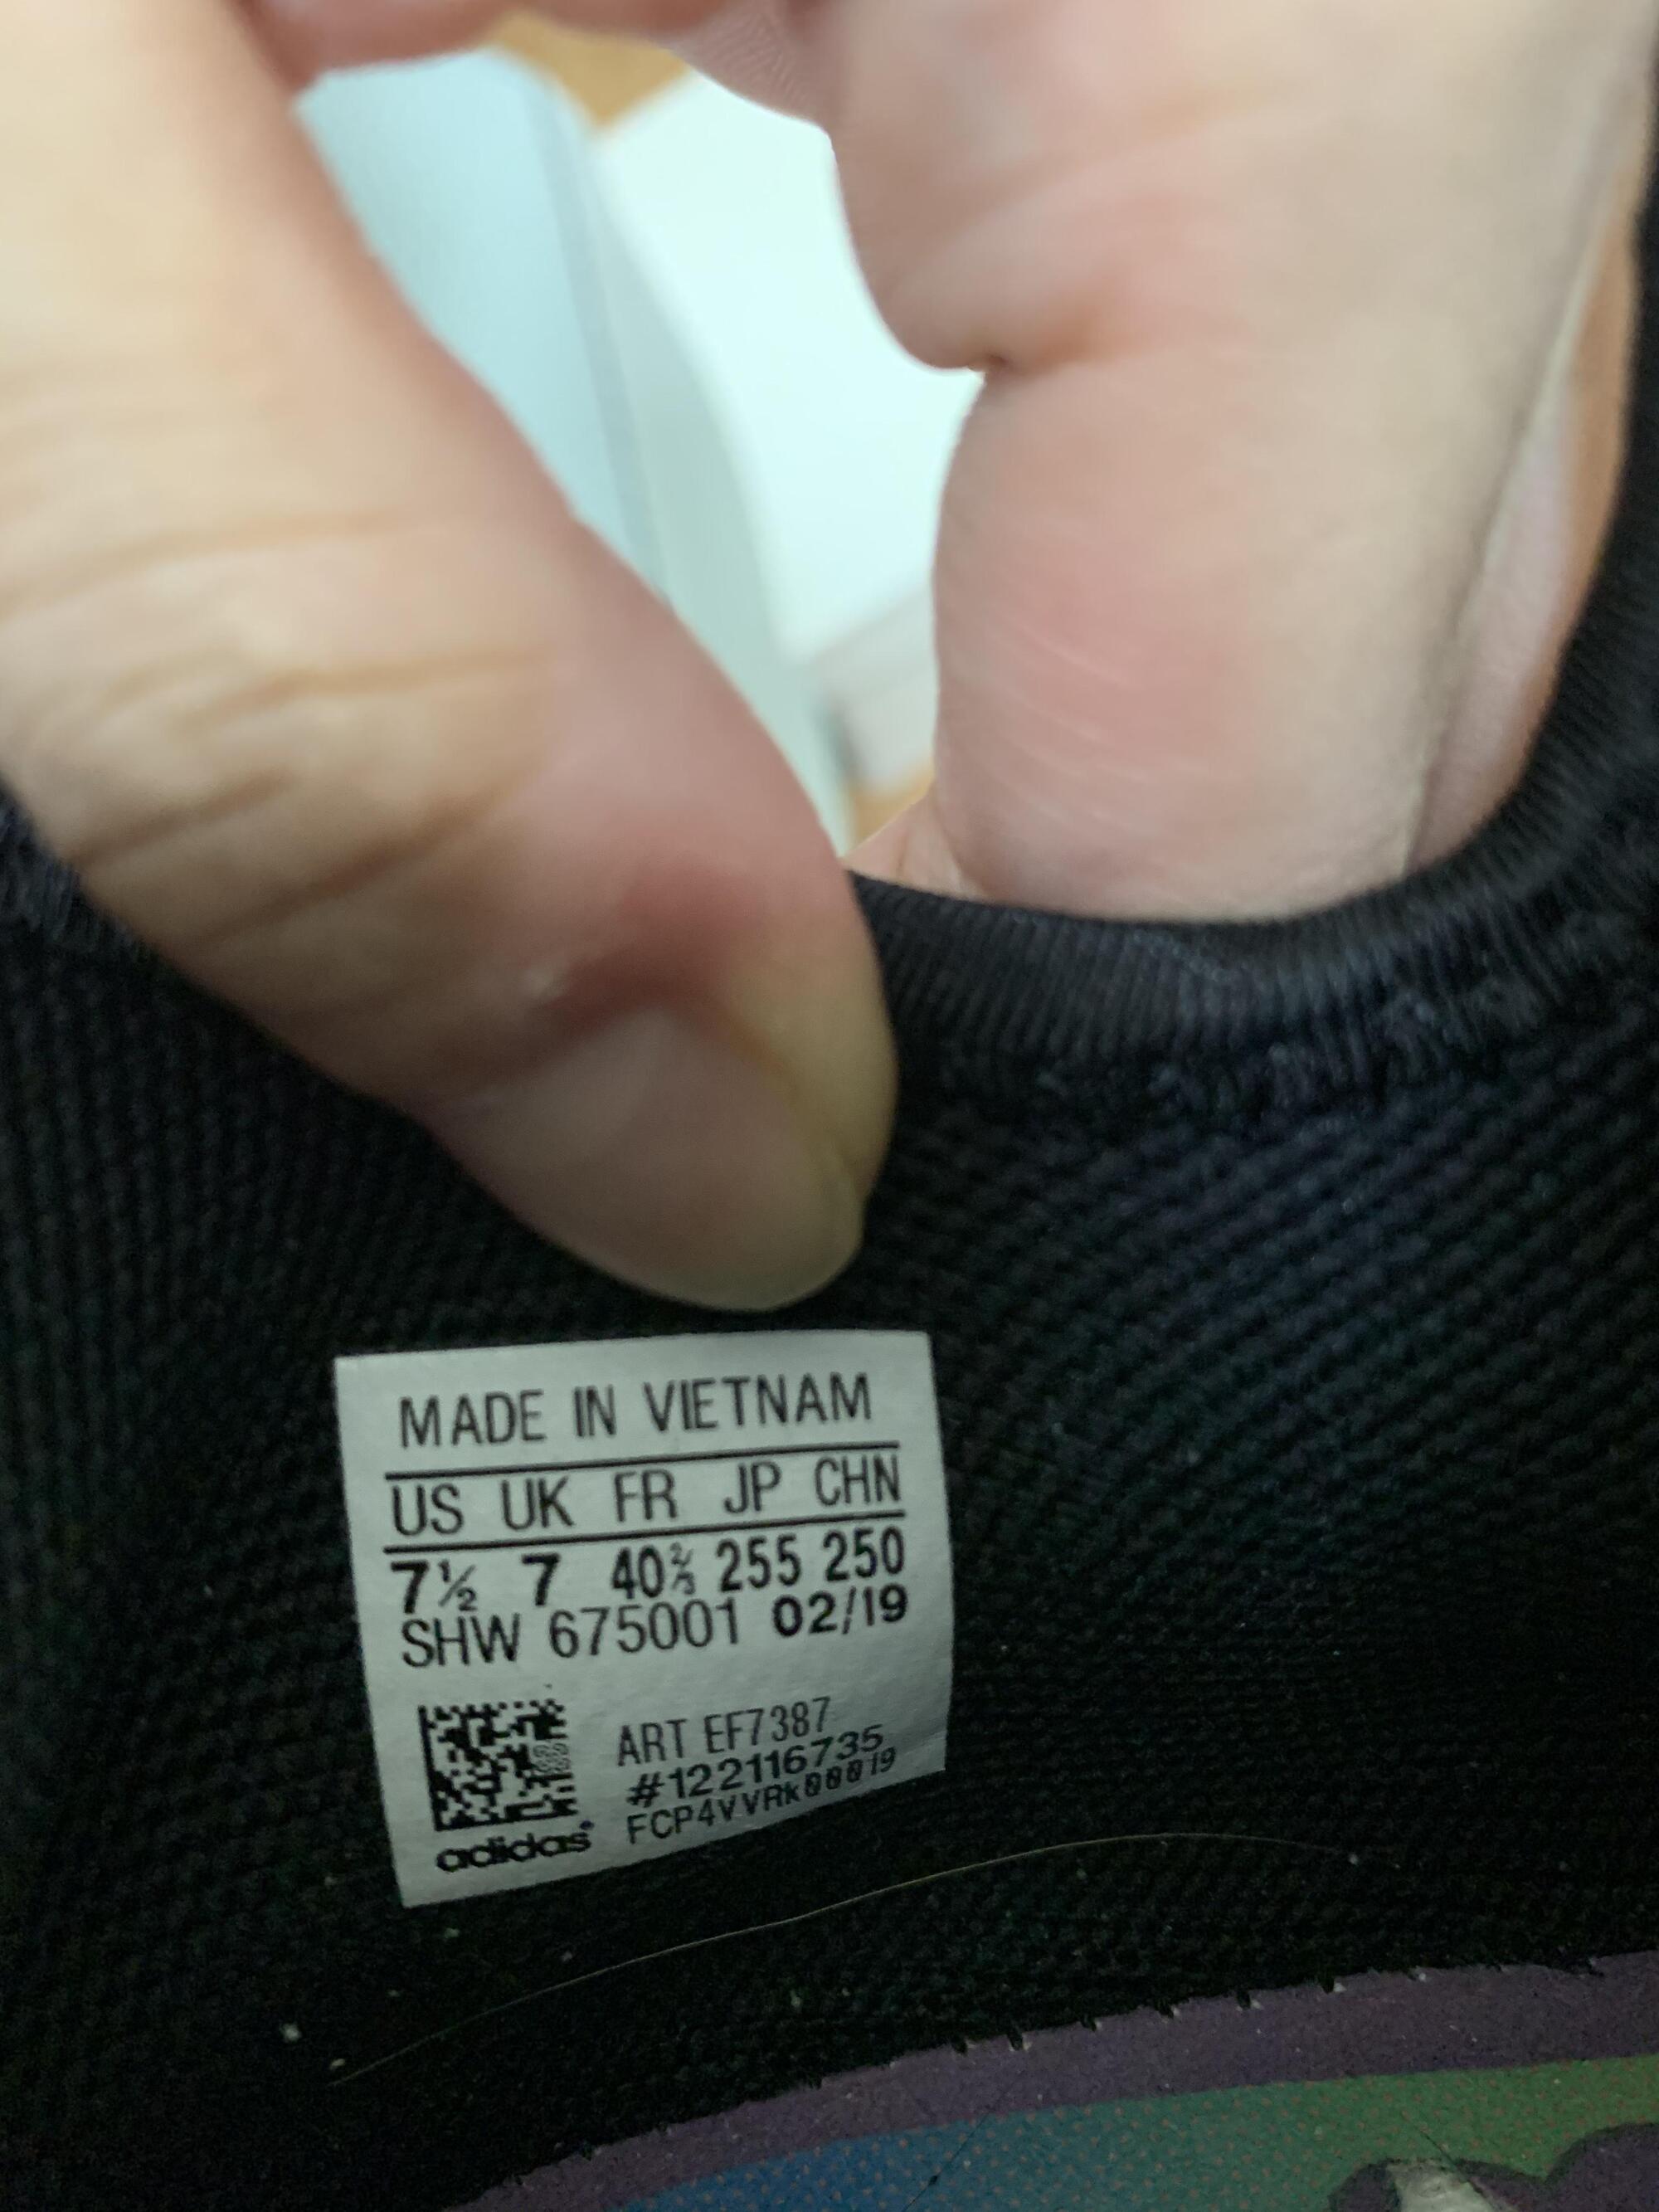 MADE IN VIETNAM
US UK FR JP CHN
7½ 7 40⅔ 255 250
SHW 675001 02/19
ART EF7387
#122116735
FCP4VVRK00019
adidas